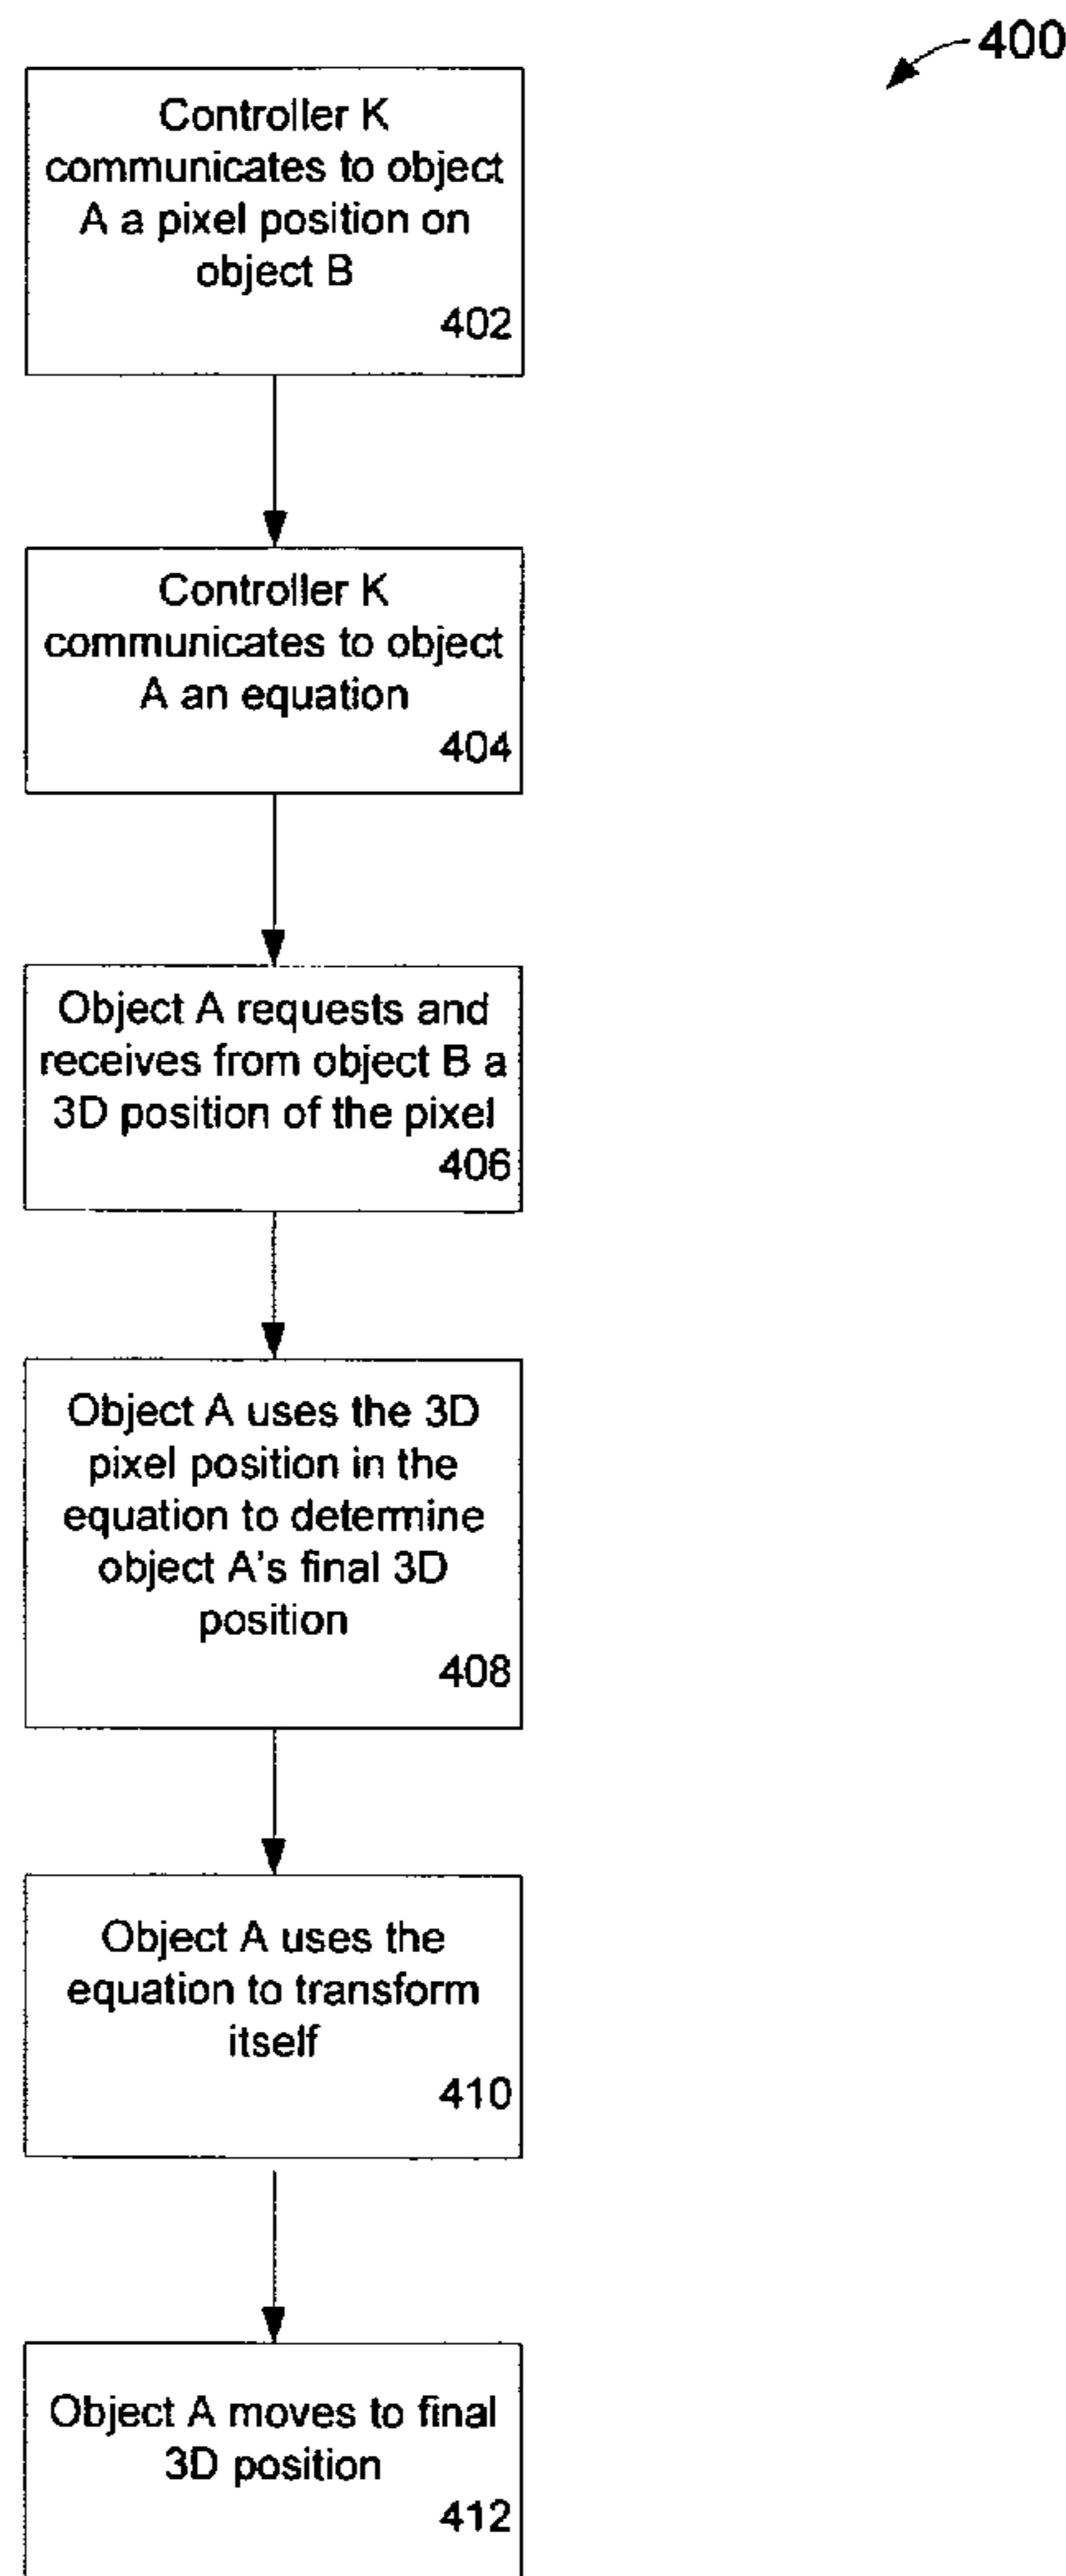 400
Controller K
communicates to object
A a pixel position on
object B
402
Controller K
communicates to object
A an equation
404
Object A requests and
receives from object B a
3D position of the pixel
406
Object A uses the 3D
pixel position in the
equation to determine
object A's final 3D
position
408
Object A uses the
equation to transform
itself
410
Object A moves to final
3D position
412